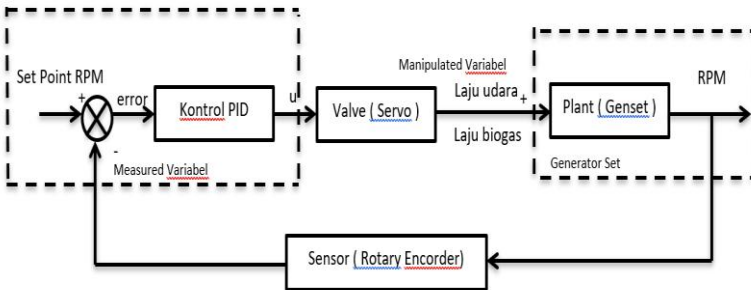 Set Point RPM
+
error
Kontrol PID
u
Valve ( Servo )
Manipulated Variabel
Laju udara
+
Laju biogas
Plant ( Genset )
RPM
-
Measured Variabel
Generator Set
Sensor ( Rotary Encorder)